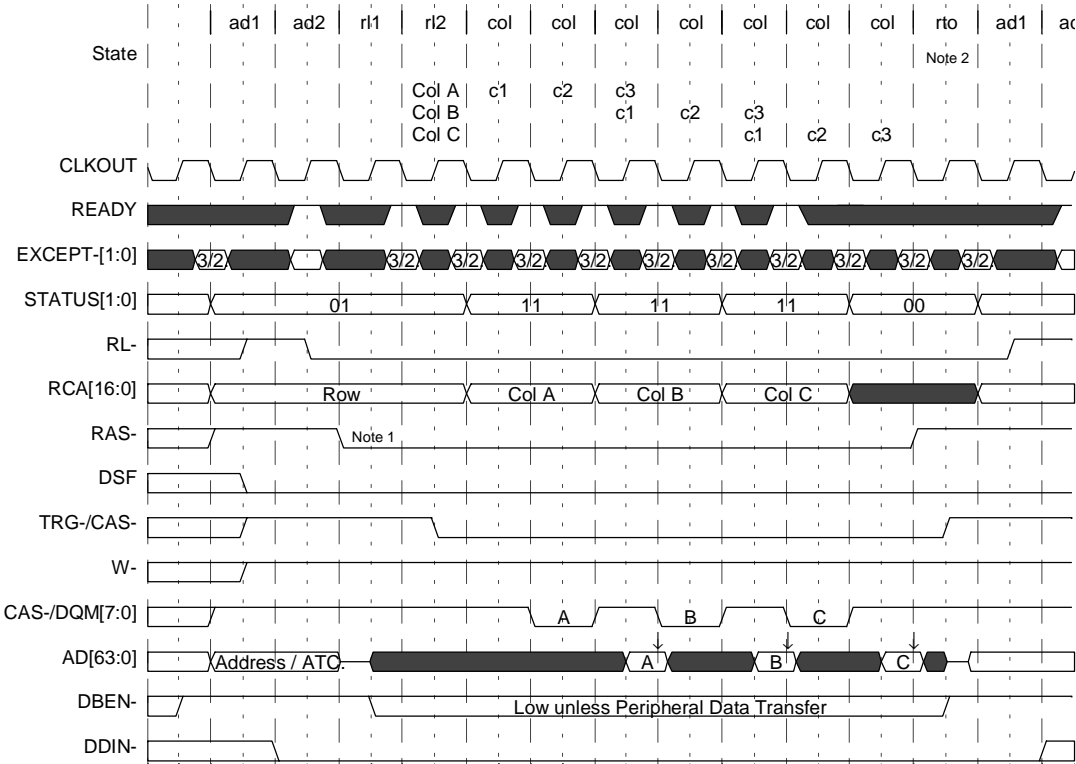 ad1 ad2 rl1 rl2 col col col col col col col rto ad1 ad
State Note 2
Col A c1 c2 c3
Col B c1 c2 c3
Col C c1 c2 c3
CLKOUT
READY
EXCEPT-[1:0] 3/2 3/2 3/2 3/2 3/2 3/2 3/2 3/2 3/2 3/2 3/2
STATUS[1:0] 01 11 11 11 00
RL-
RCA[16:0] Row Col A Col B Col C
RAS- Note 1
DSF
TRG-/CAS-
W-
CAS-/DQM[7:0] A B C
AD[63:0] Address / ATC. A B C
DBEN- Low unless Peripheral Data Transfer
DDIN-